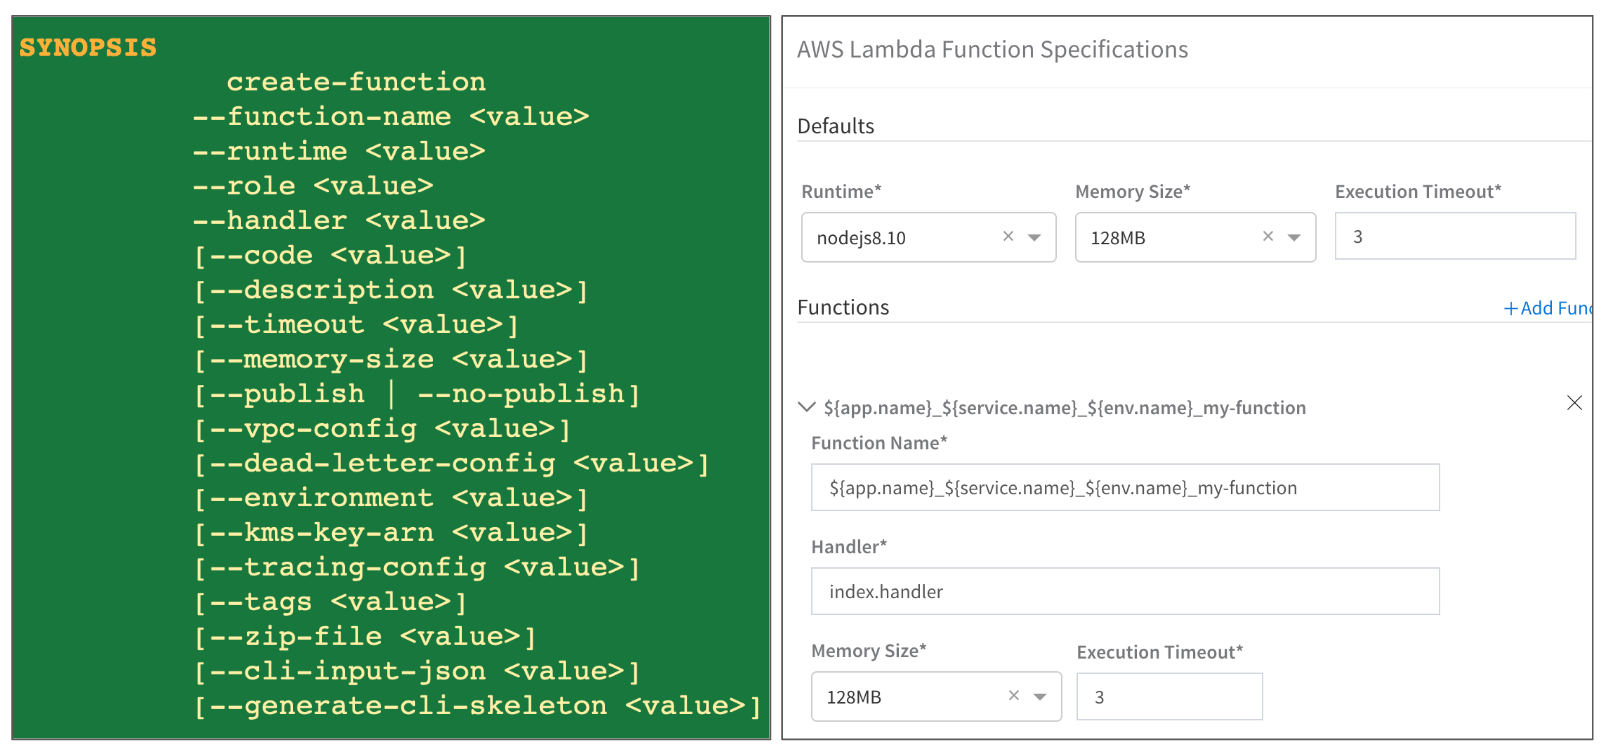 SYNOPSIS
create-function
--function-name <value>
--runtime <value>
--role <value>
--handler <value>
[--code <value>]
[--description <value>]
[--timeout <value>]
[--memory-size <value>]
[--publish | --no-publish]
[--vpc-config <value>]
[--dead-letter-config <value>]
[--environment <value>]
[--kms-key-arn <value>]
[--tracing-config <value>]
[--tags <value>]
[--zip-file <value>]
[--cli-input-json <value>]
[--generate-cli-skeleton <value>]
AWS Lambda Function Specifications
Defaults
Runtime* Memory Size* Execution Timeout*
nodejs8.10 128MB 3
Functions +Add Func
${app.name}_${service.name}_${env.name}_my-function
Function Name*
${app.name}_${service.name}_${env.name}_my-function
Handler*
index.handler
Memory Size* Execution Timeout*
128MB 3